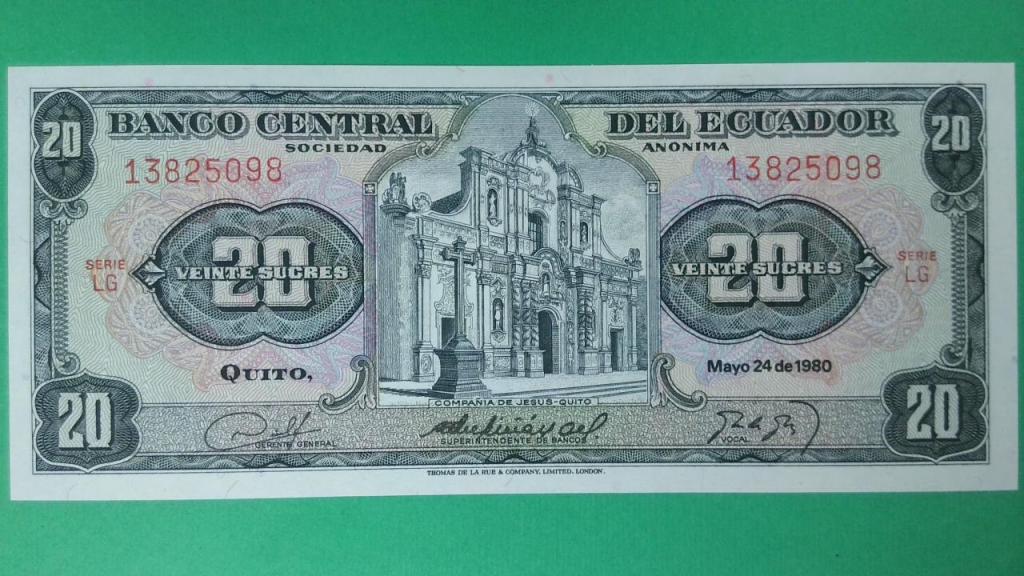 20 BANCO CENTRAL DEL ECUADOR 20
SOCIEDAD ANONIMA
13825098 13825098
20 20
SERIE LG VEINTE SUCRES VEINTE SUCRES SERIE LG
QUITO, Mayo 24 de 1980
COMPAÑIA DE JESUS-QUITO
20 20
GERENTE GENERAL SUPERINTENDENTE DE BANCOS VOCAL
THOMAS DE LA RUE & COMPANY, LIMITED, LONDON.